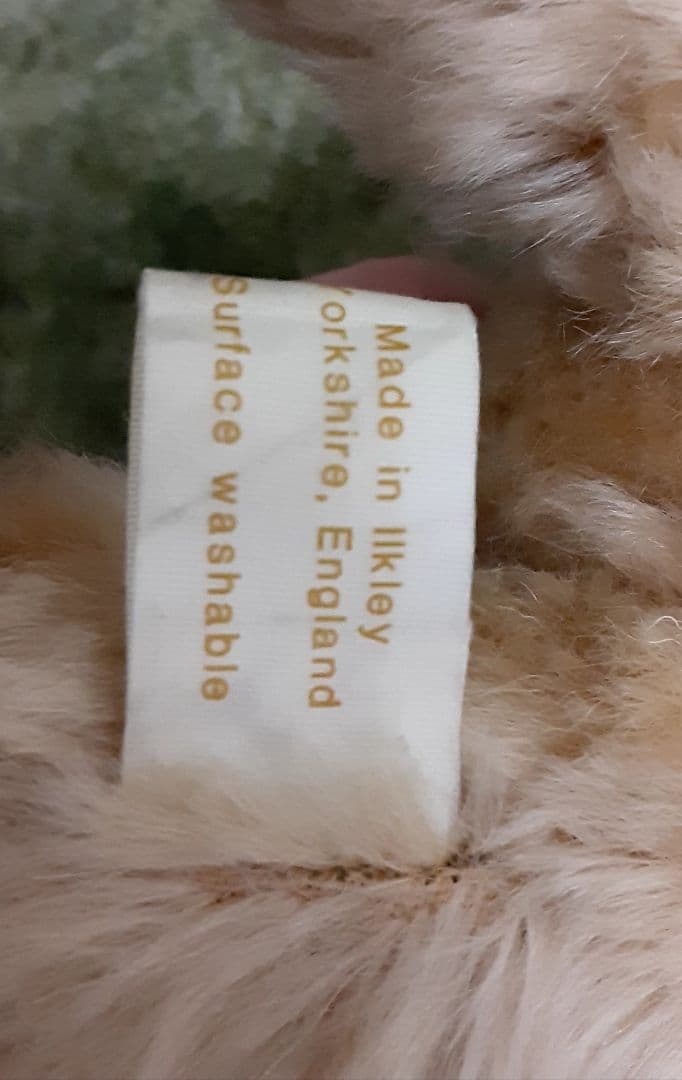 Made in Ilkley
Yorkshire, England
Surface washable